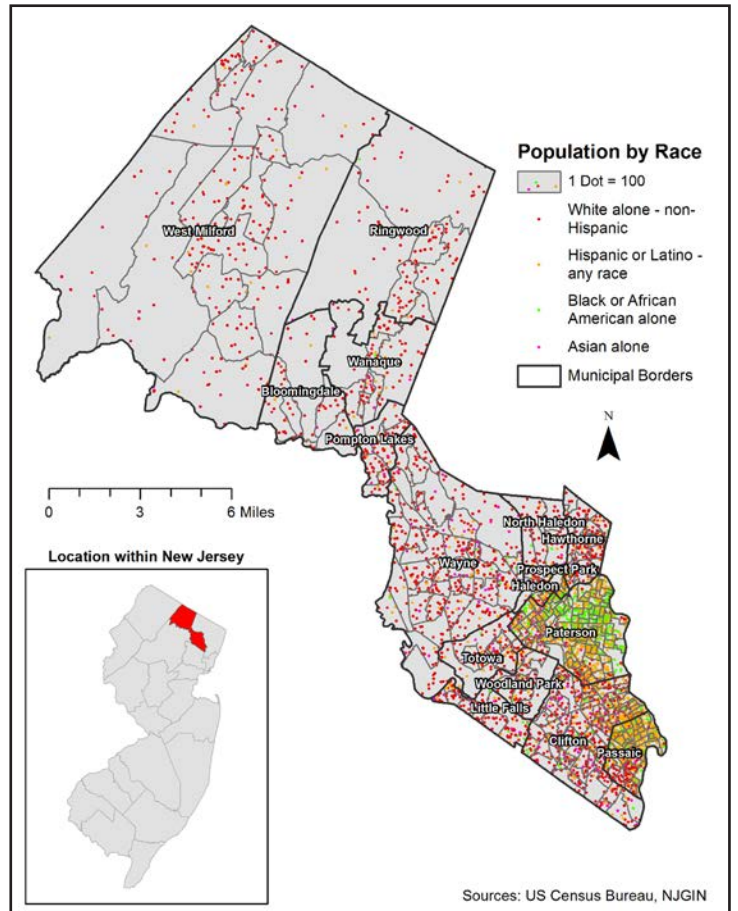 Population by Race
1 Dot = 100
White alone - non-
Hispanic
Hispanic or Latino -
any race
Black or African
American alone
Asian alone
Municipal Borders
West Milford
Ringwood
Wanaque
Bloomingdale
Pompton Lakes
N
0 3 6 Miles
North Haledon
Hawthorne
Wayne
Prospect Park
Haledon
Paterson
Totowa
Woodland Park
Little Falls
Clifton
Passaic
Location within New Jersey
Sources: US Census Bureau, NJGIN